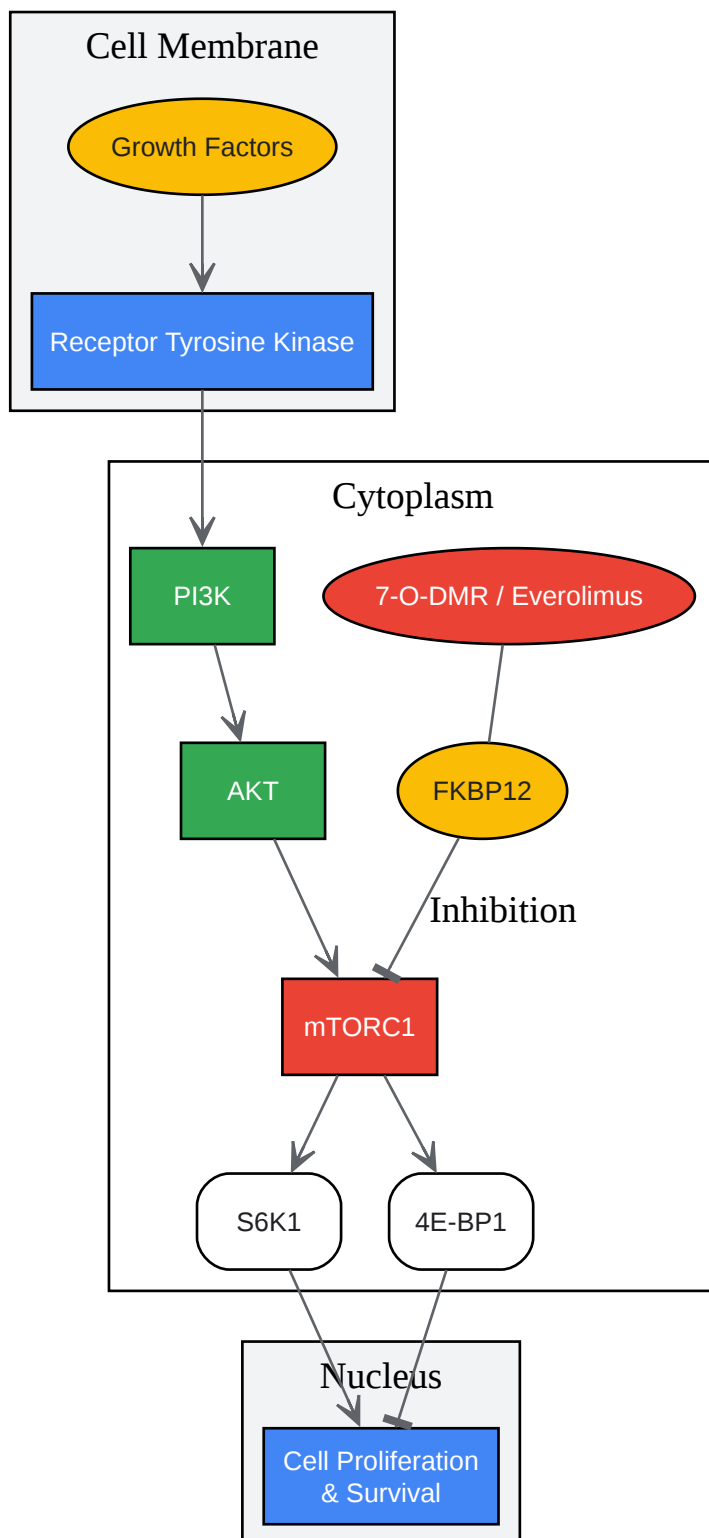 Cell Membrane
Growth Factors
Receptor Tyrosine Kinase
Cytoplasm
PI3K
7-O-DMR / Everolimus
AKT
FKBP12
Inhibition
mTORC1
S6K1
4E-BP1
Nucleus
Cell Proliferation
& Survival